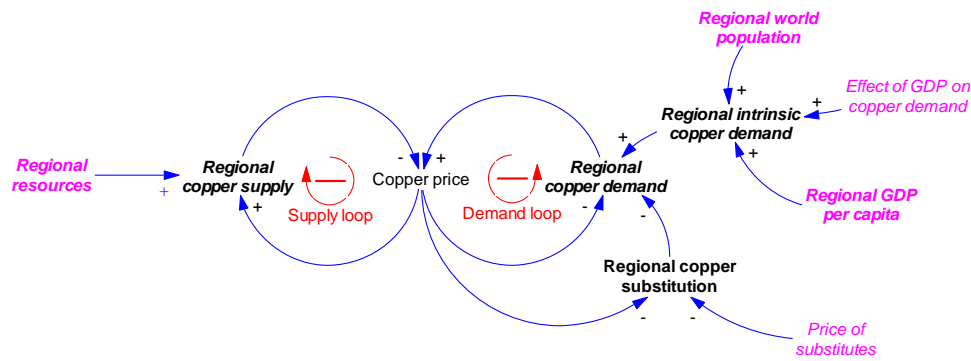 Regional world
population
Effect of GDP on
copper demand
+
+
Regional intrinsic
copper demand
+
+
Regional
resources
+
Regional
copper supply
+
-
Supply loop
Copper price
+
Demand loop
Regional
copper demand
-
-
Regional GDP
per capita
Regional copper
substitution
-
-
Price of
substitutes